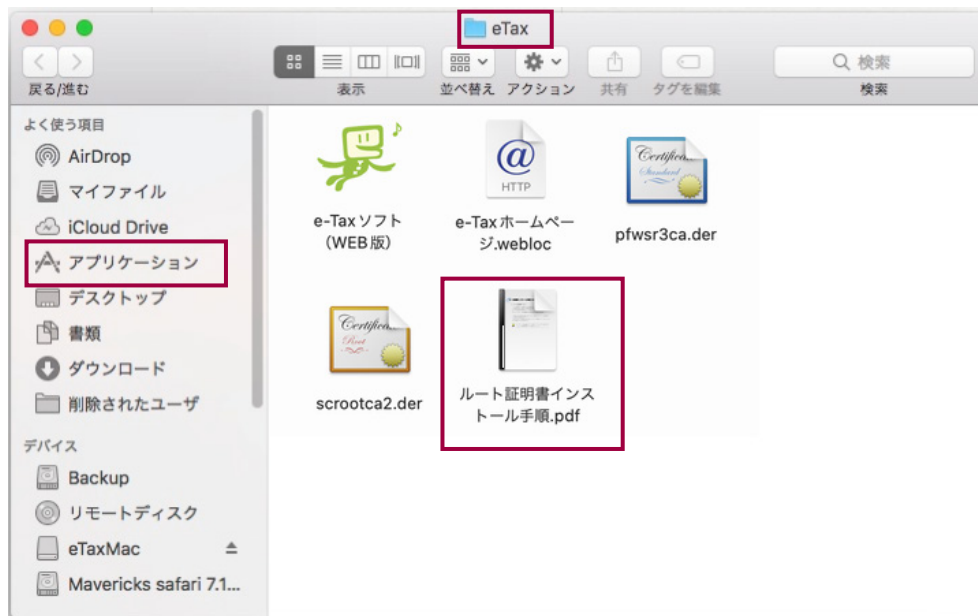 eTax
戻る/進む
表示
並べ替え
アクション
共有
タグを編集
検索
検索
よく使う項目
AirDrop
マイファイル
iCloud Drive
アプリケーション
デスクトップ
書類
ダウンロード
削除されたユーザ
デバイス
Backup
リモートディスク
eTaxMac
Mavericks safari 7.1...
e-Taxソフト
（WEB版）
@
HTTP
e-Taxホームペー
ジ.webloc
Certifica
Standard
pfwsr3ca.der
Certifica
Root
scrootca2.der
ルート証明書インス
トール手順.pdf